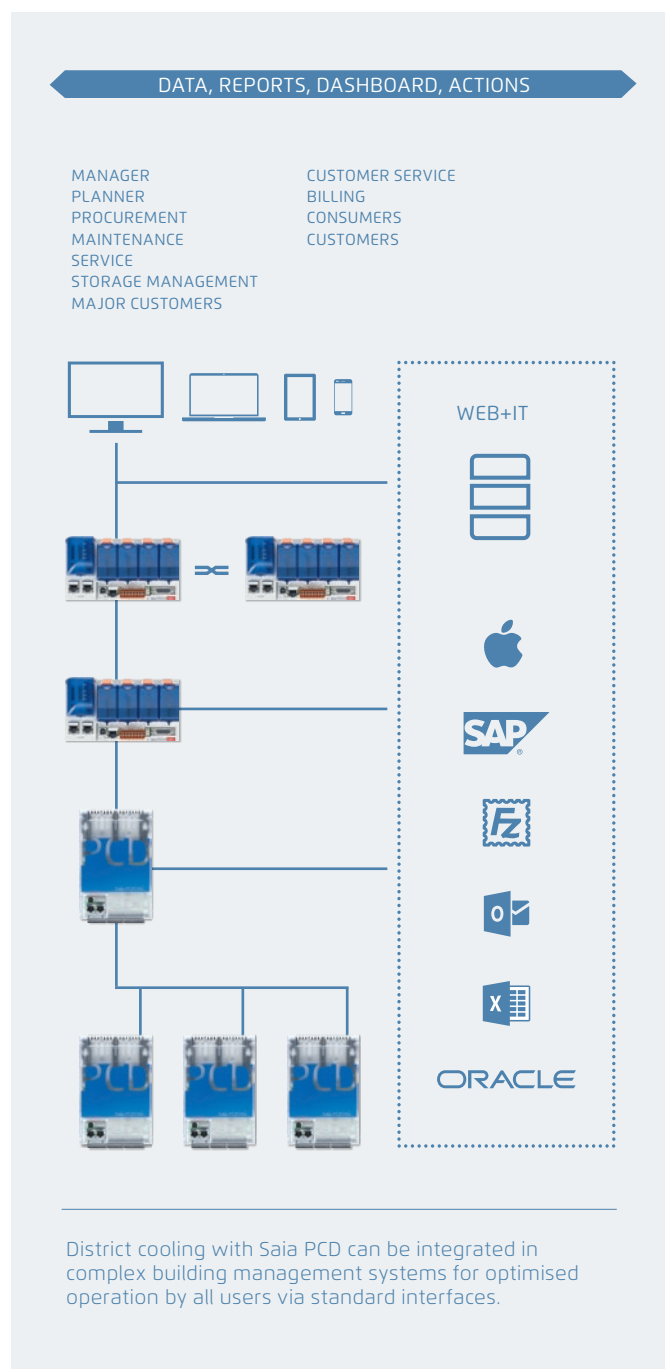 DATA, REPORTS, DASHBOARD, ACTIONS
MANAGER
PLANNER
PROCUREMENT
MAINTENANCE
SERVICE
STORAGE MANAGEMENT
MAJOR CUSTOMERS
CUSTOMER SERVICE
BILLING
CONSUMERS
CUSTOMERS
WEB+IT
SAP®
Fz
O
X
ORACLE
PCD
PCD
PCD
PCD
District cooling with Saia PCD can be integrated in
complex building management systems for optimised
operation by all users via standard interfaces.